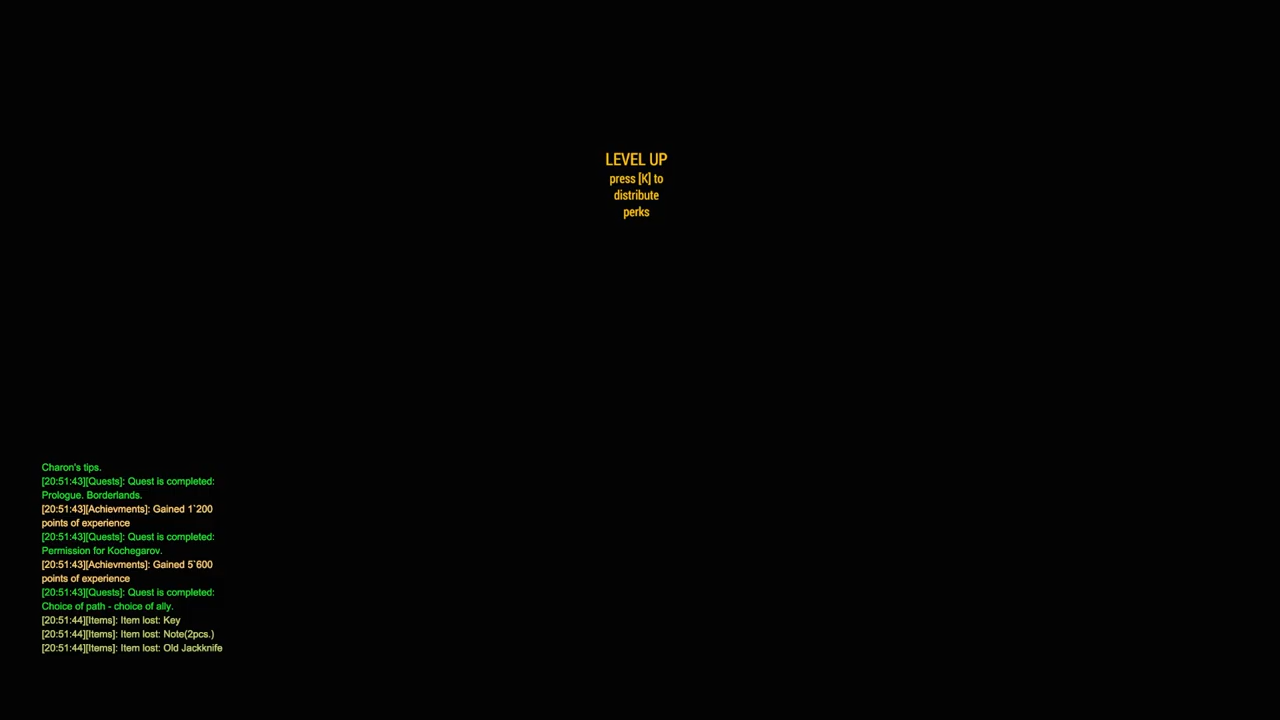 LEVEL UP
press [K] to
distribute
perks
Charon's tips.
[20:51:43][Quests]: Quest is completed:
Prologue. Borderlands.
[20:51:43][Achievments]: Gained 1`200
points of experience
[20:51:43][Quests]: Quest is completed:
Permission for Kochegarov.
[20:51:43][Achievments]: Gained 5`600
points of experience
[20:51:43][Quests]: Quest is completed:
Choice of path - choice of ally.
[20:51:44][Items]: Item lost: Key
[20:51:44][Items]: Item lost: Note(2pcs.)
[20:51:44][Items]: Item lost: Old Jackknife